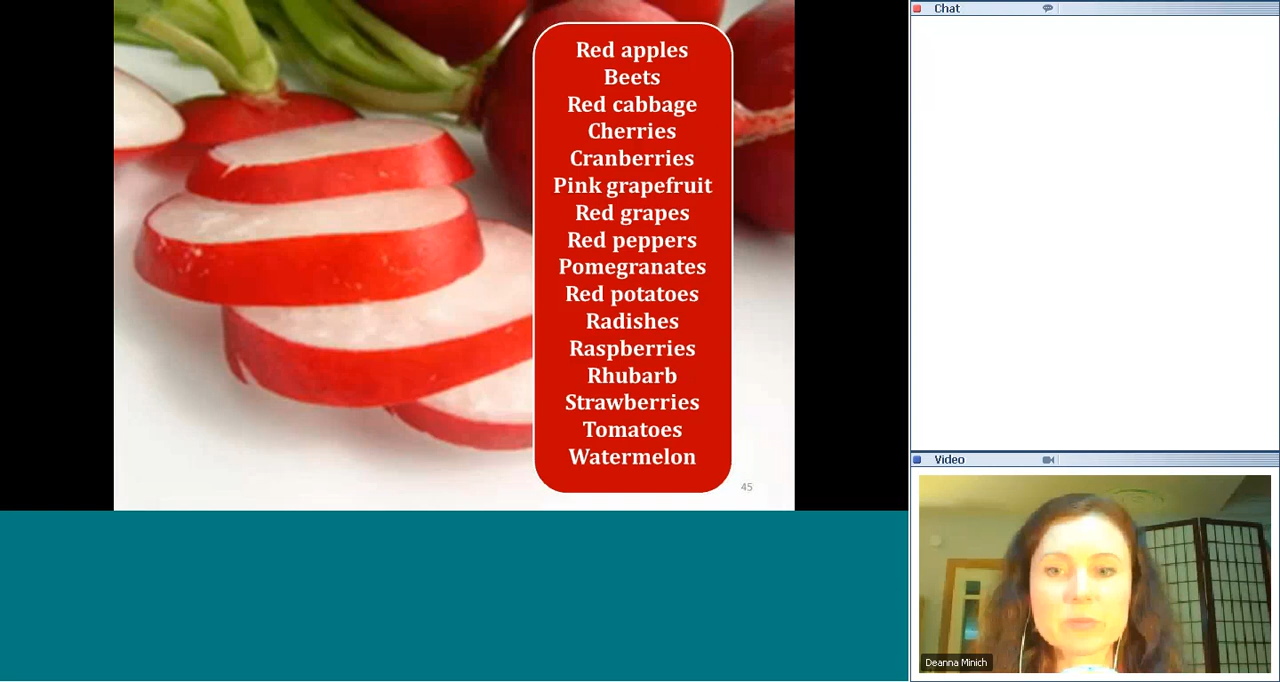 Red apples
Beets
Red cabbage
Cherries
Cranberries
Pink grapefruit
Red grapes
Red peppers
Pomegranates
Red potatoes
Radishes
Raspberries
Rhubarb
Strawberries
Tomatoes
Watermelon
45
Chat
Video
Deanna Minich